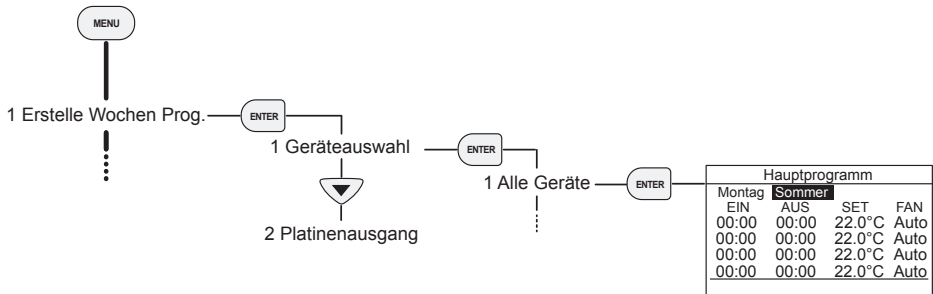 MENU
1 Erstelle Wochen Prog.
ENTER
1 Geräteauswahl
2 Platinenausgang
ENTER
1 Alle Geräte
ENTER
Hauptprogramm
Montag Sommer
EIN AUS SET FAN
00:00 00:00 22.0°C Auto
00:00 00:00 22.0°C Auto
00:00 00:00 22.0°C Auto
00:00 00:00 22.0°C Auto